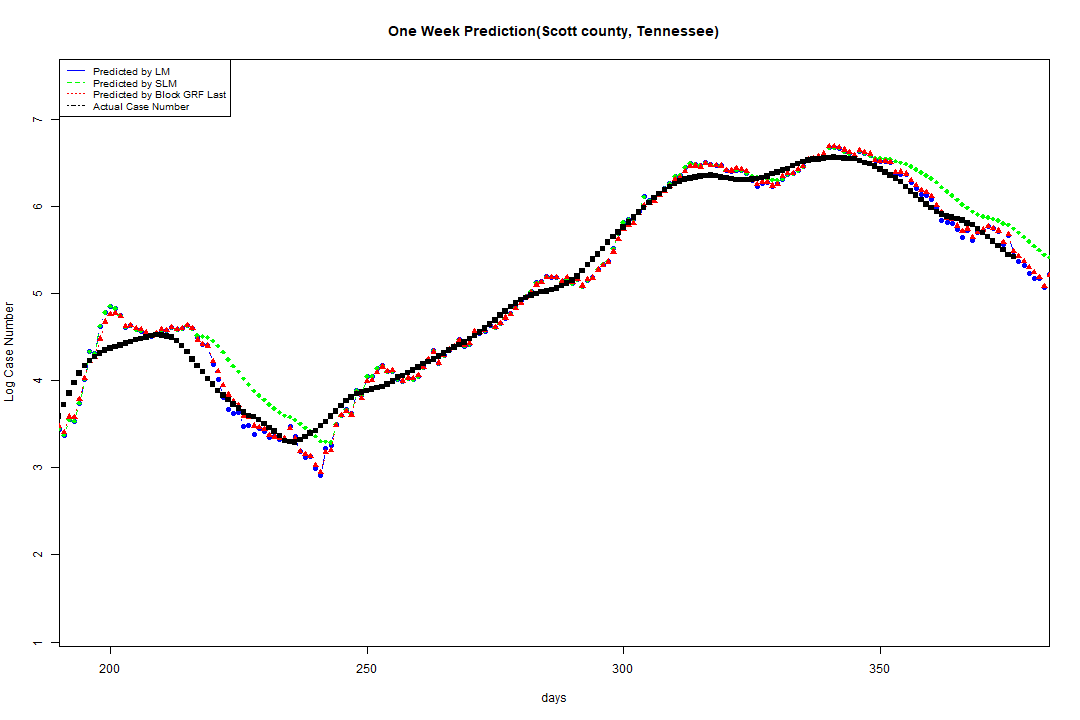 One Week Prediction(Scott county, Tennessee)
Predicted by LM
Predicted by SLM
Predicted by Block GRF Last
Actual Case Number
7
6
5
4
3
2
1
Log Case Number
200 250 300 350
days